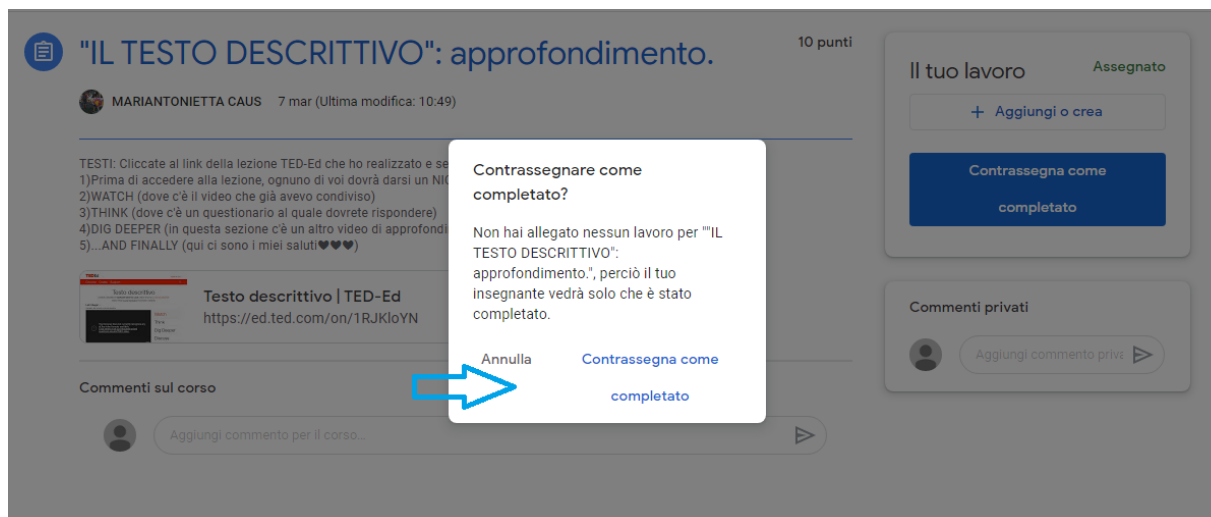 "IL TESTO DESCRITTIVO": approfondimento.
10 punti
MARIANTONIETTA CAUS 7 mar (Ultima modifica: 10:49)
TESTI: Cliccate al link della lezione TED-Ed che ho realizzato e se
1)Prima di accedere alla lezione, ognuno di voi dovrà darsi un NI
2)WATCH (dove c'è il video che già avevo condiviso)
3)THINK (dove c'è un questionario al quale dovrete rispondere)
4)DIG DEEPER (in questa sezione c'è un altro video di approfondi
5)...AND FINALLY (qui ci sono i miei saluti♥♥♥)
Testo descrittivo
Testo descrittivo | TED-Ed
https://ed.ted.com/on/1RJKloYN
Commenti sul corso
Aggiungi commento per il corso...
Contrassegnare come
completato?
Non hai allegato nessun lavoro per ""IL
TESTO DESCRITTIVO":
approfondimento.", perciò il tuo
insegnante vedrà solo che è stato
completato.
Annulla
Contrassegna come
completato
Il tuo lavoro
Assegnato
+ Aggiungi o crea
Contrassegna come
completato
Commenti privati
Aggiungi commento priva